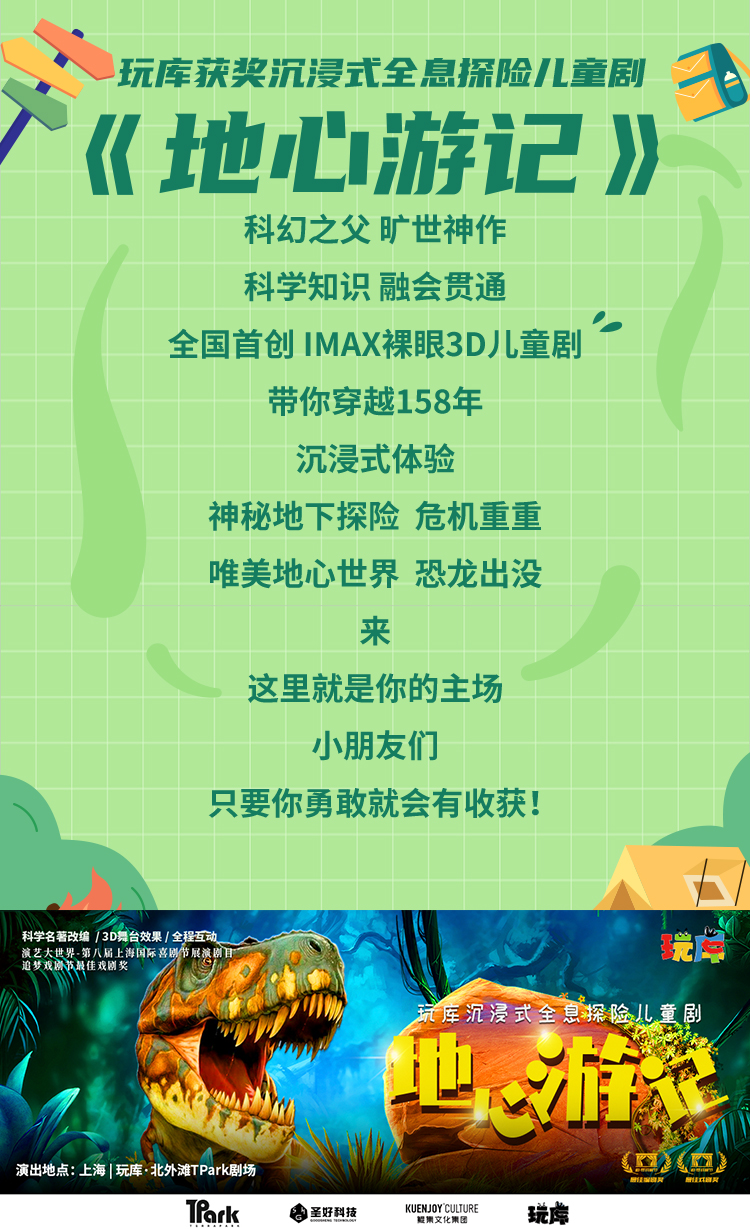 玩库获奖沉浸式全息探险儿童剧
《地心游记》
科幻之父 旷世神作
科学知识 融会贯通
全国首创 IMAX裸眼3D儿童剧
带你穿越158年
沉浸式体验
神秘地下探险 危机重重
唯美地心世界 恐龙出没
来
这里就是你的主场
小朋友们
只要你勇敢就会有收获！
科学名著改编 / 3D舞台效果 / 全程互动
演艺大世界-第八届上海国际喜剧节展演剧目
追梦戏剧节最佳戏剧奖
玩库
玩库沉浸式全息探险儿童剧
地心游记
最佳编剧奖 最佳戏剧奖
演出地点：上海 | 玩库·北外滩TPark剧场
TPark
圣好科技
KUENJOY CULTURE
鲲集文化集团
玩库